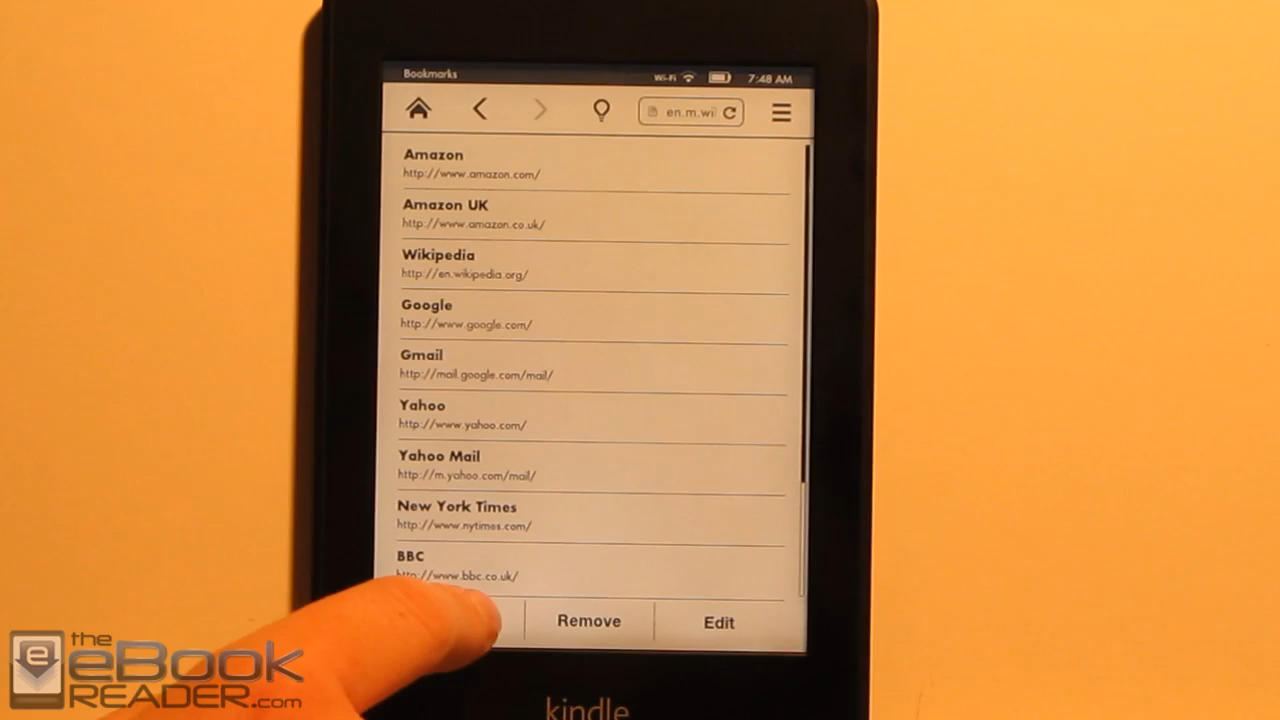 Bookmarks
Wi-Fi 7:48 AM
en.m.wi
Amazon
http://www.amazon.com/
Amazon UK
http://www.amazon.co.uk/
Wikipedia
http://en.wikipedia.org/
Google
http://www.google.com/
Gmail
http://mail.google.com/mail/
Yahoo
http://www.yahoo.com/
Yahoo Mail
http://m.yahoo.com/mail/
New York Times
http://www.nytimes.com/
BBC
http://www.bbc.co.uk/
Remove Edit
kindle
the
eBook
READER.com